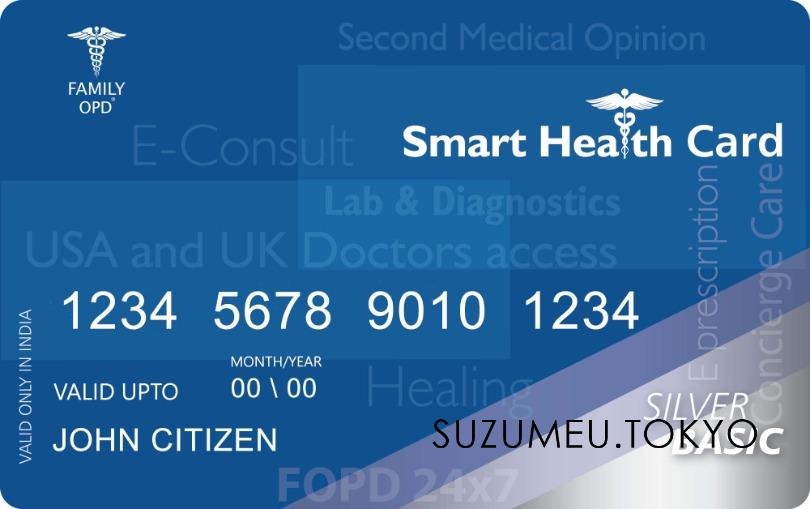 Second Medical Opinion
FAMILY
OPD®
E-Consult
Smart Health Card
Lab & Diagnostics
USA and UK Doctors access
E prescription
Concierge Care
1234 5678 9010 1234
VALID ONLY IN INDIA
MONTH/YEAR
VALID UPTO 00 \ 00
Healing
SILVER
JOHN CITIZEN
SUZUMEU.TOKYO
BASIC
FOPD 24x7